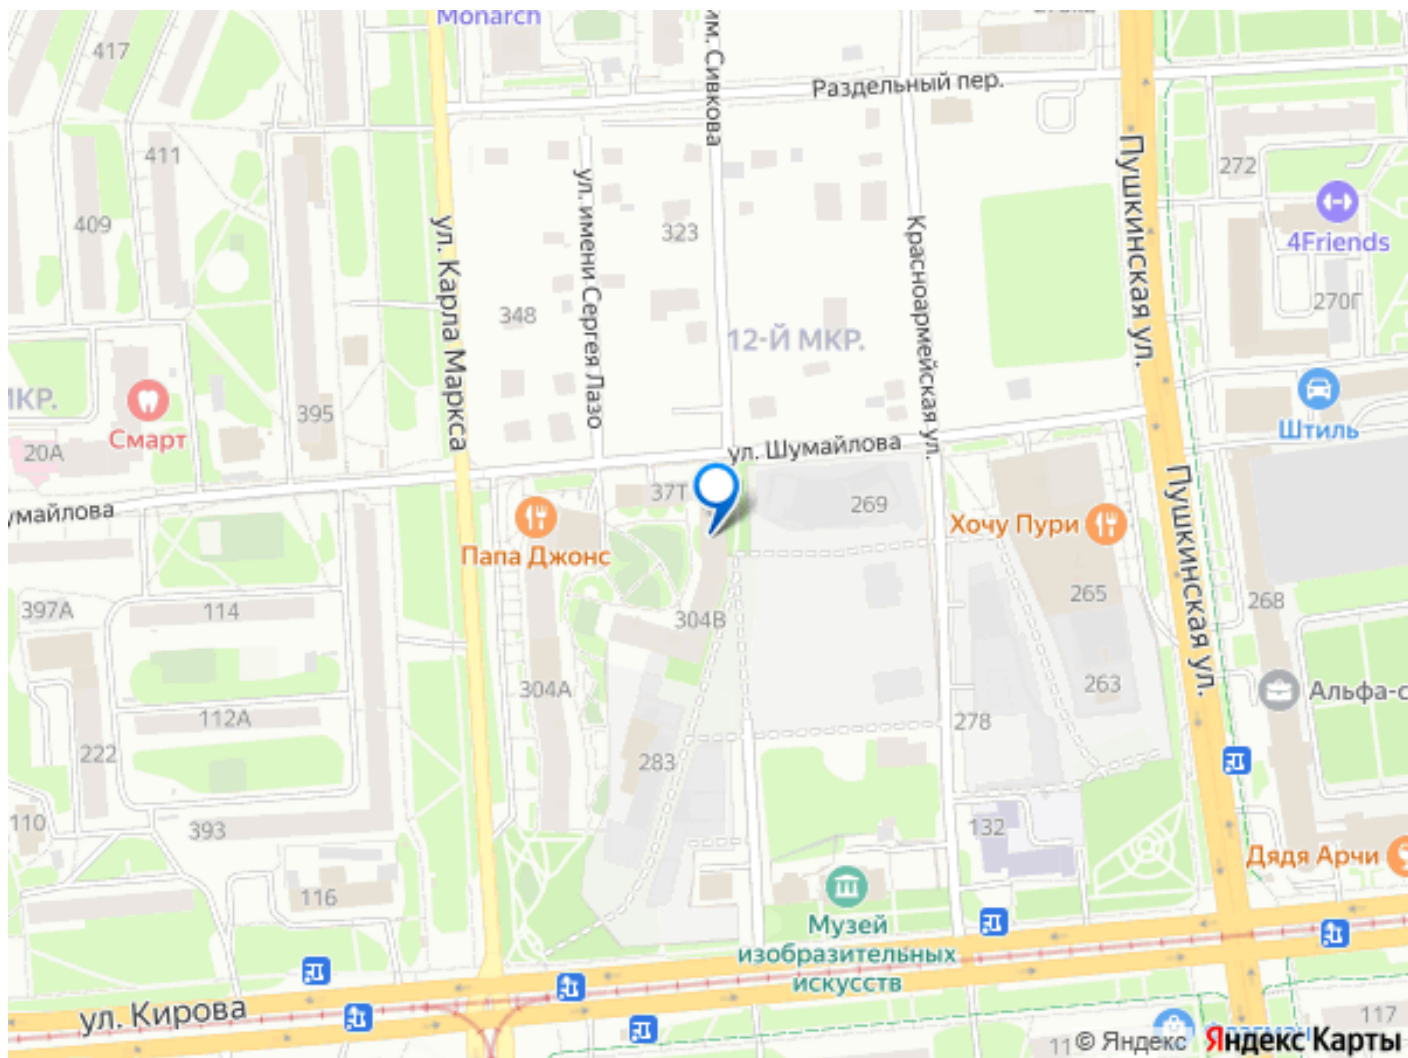 Monarch
417
им. Сивкова
Раздельный пер.
411
272
Пушкинская ул.
409
ул. Карла Маркса
ул. имени Сергея Лазо
323
Красноармейская ул.
4Friends
348
270Г
12-Й МКР.
МКР.
395
Смарт
Штиль
20А
ул. Шумайлова
умайлова
37Т
269
Пушкинская ул.
Папа Джонс
Хочу Пури
397А
114
304В
265
268
304А
263
Альфа-с
112А
278
222
283
110
393
132
Дядя Арчи
116
Музей
изобразительных
искусств
ул. Кирова
117
11
© Яндекс
Яндекс Карты